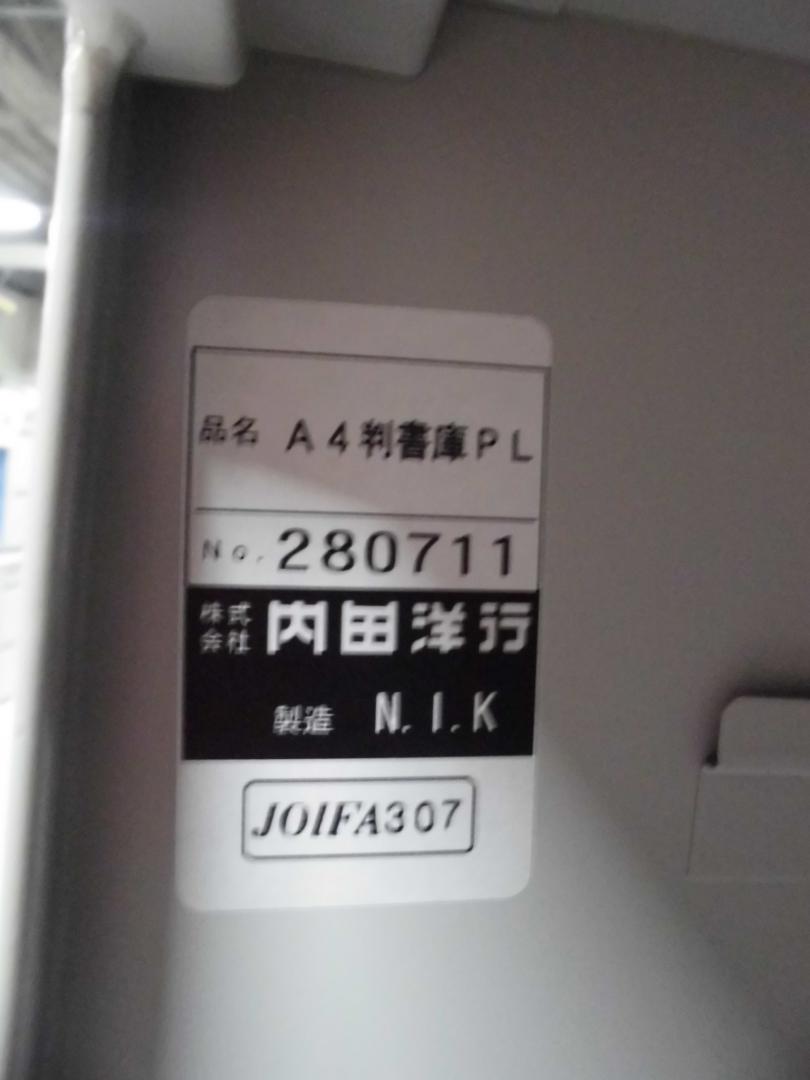 品名 A4判書庫PL
No. 280711
株式会社 内田洋行
製造 N.I.K
JOIFA307